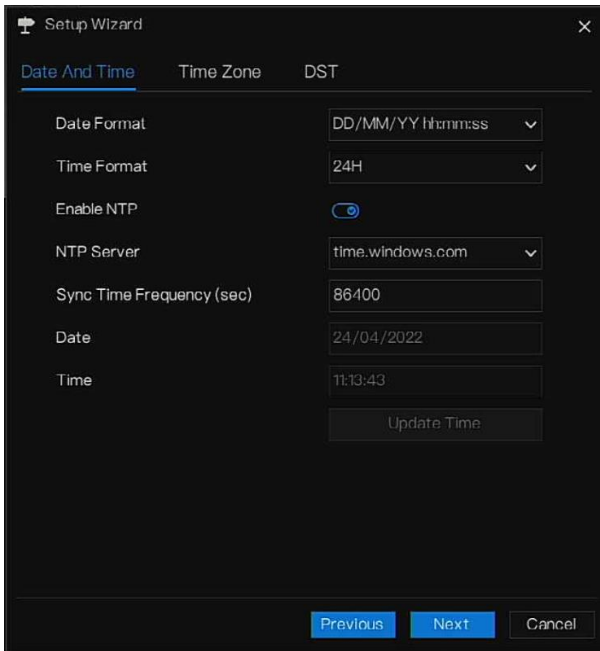 Setup Wizard
Date And Time Time Zone DST
Date Format DD/MM/YY hh:mm:ss
Time Format 24H
Enable NTP
NTP Server time.windows.com
Sync Time Frequency (sec) 86400
Date 24/04/2022
Time 11:13:43
Update Time
Previous Next Cancel